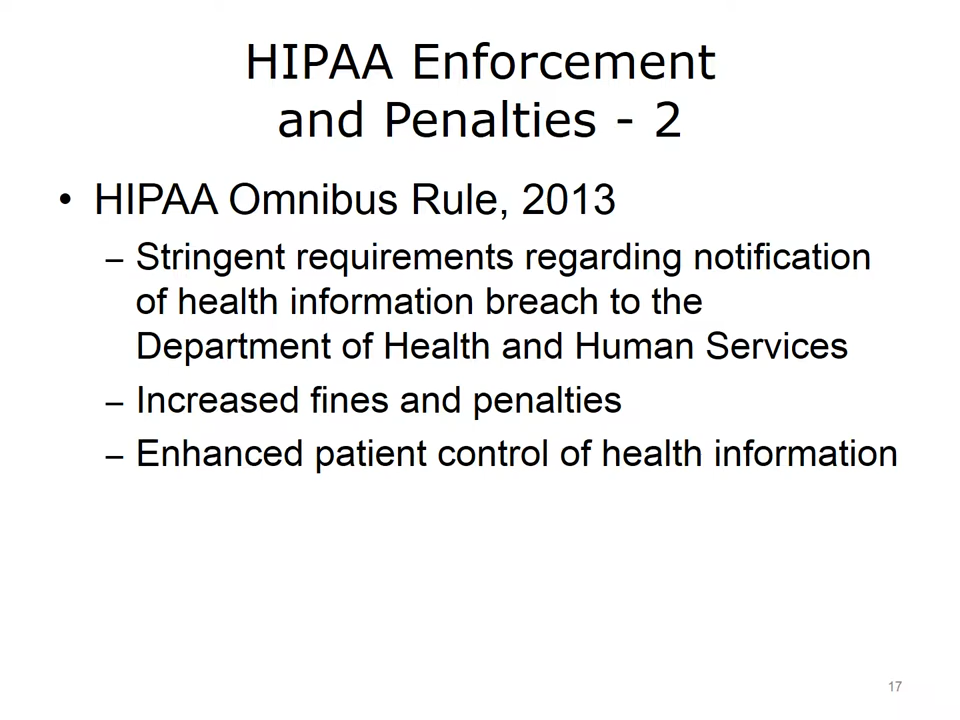 HIPAA Enforcement
and Penalties - 2
• HIPAA Omnibus Rule, 2013
– Stringent requirements regarding notification
of health information breach to the
Department of Health and Human Services
– Increased fines and penalties
– Enhanced patient control of health information
17